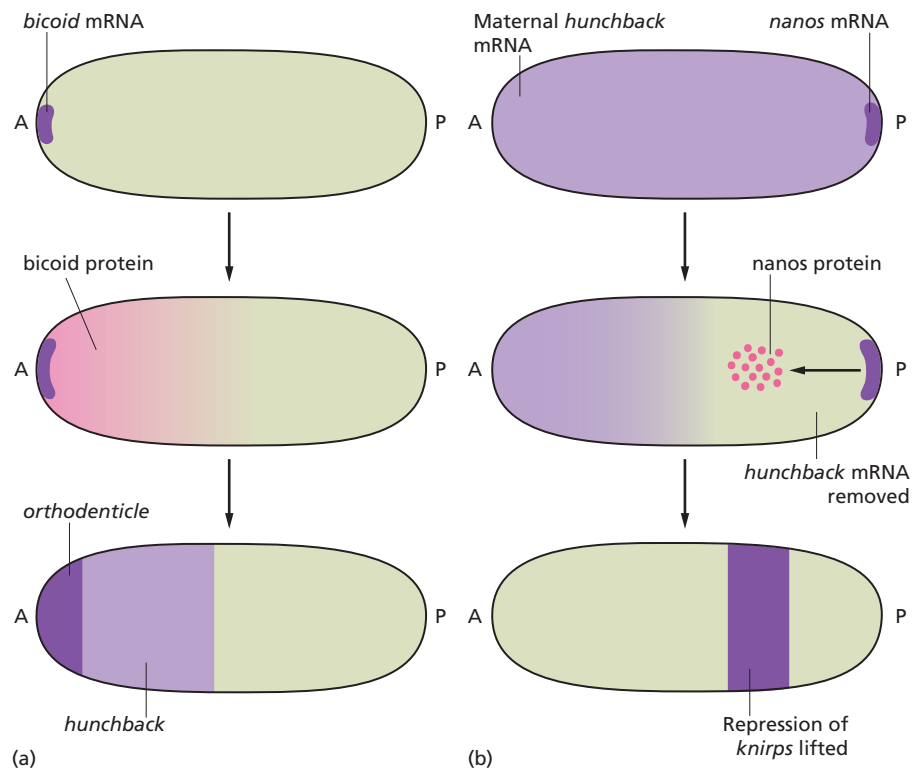 bicoid mRNA
A
P
bicoid protein
A
P
orthodenticle
A
P
hunchback
(a)
Maternal hunchback
mRNA
nanos mRNA
A
P
nanos protein
A
P
hunchback mRNA
removed
A
P
Repression of
knirps lifted
(b)